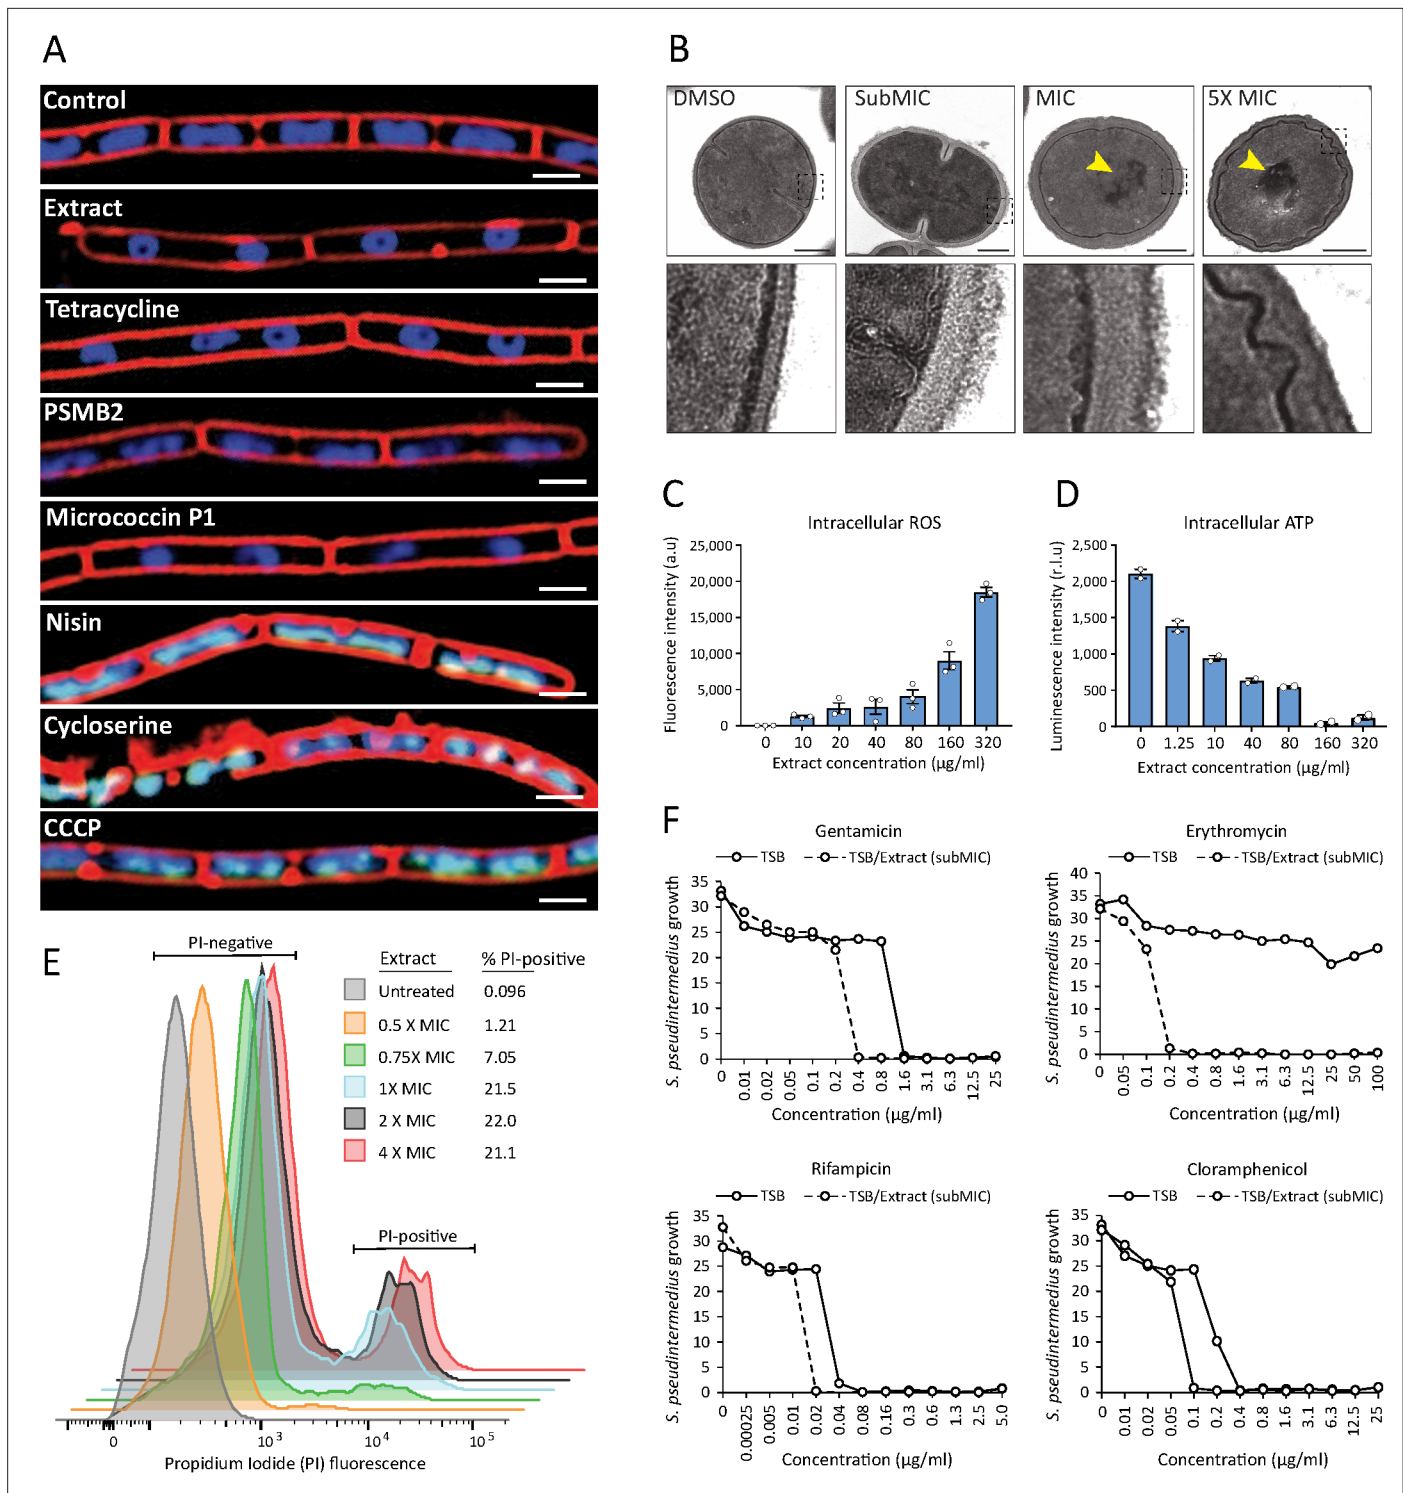 A
Control
Extract
Tetracycline
PSMB2
Micrococcin P1
Nisin
Cycloserine
CCCP
B
DMSO
SubMIC
MIC
5X MIC
C
Intracellular ROS
Fluorescence intensity (a.u)
25,000
20,000
15,000
10,000
5,000
0
0 10 20 40 80 160 320
Extract concentration (µg/ml)
D
Intracellular ATP
Luminescence intensity (r.l.u)
2,500
2,000
1,500
1,000
500
0
0 1.25 10 40 80 160 320
Extract concentration (µg/ml)
E
PI-negative
Extract % PI-positive
Untreated 0.096
0.5 X MIC 1.21
0.75X MIC 7.05
1X MIC 21.5
2 X MIC 22.0
4 X MIC 21.1
PI-positive
0 10³ 10⁴ 10⁵
Propidium Iodide (PI) fluorescence
F
Gentamicin
TSB TSB/Extract (subMIC)
S. pseudintermedius growth
35
30
25
20
15
10
5
0
0 0.01 0.02 0.05 0.1 0.2 0.4 0.8 1.6 3.1 6.3 12.5 25
Concentration (µg/ml)
Erythromycin
TSB TSB/Extract (subMIC)
S. pseudintermedius growth
40
35
30
25
20
15
10
5
0
0 0.05 0.1 0.2 0.4 0.8 1.6 3.1 6.3 12.5 25 50 100
Concentration (µg/ml)
Rifampicin
TSB TSB/Extract (subMIC)
S. pseudintermedius growth
35
30
25
20
15
10
5
0
0 0.00025 0.005 0.01 0.02 0.04 0.08 0.16 0.3 0.6 1.3 2.5 5.0
Concentration (µg/ml)
Cloramphenicol
TSB TSB/Extract (subMIC)
S. pseudintermedius growth
35
30
25
20
15
10
5
0
0 0.01 0.02 0.05 0.1 0.2 0.4 0.8 1.6 3.1 6.3 12.5 25
Concentration (µg/ml)